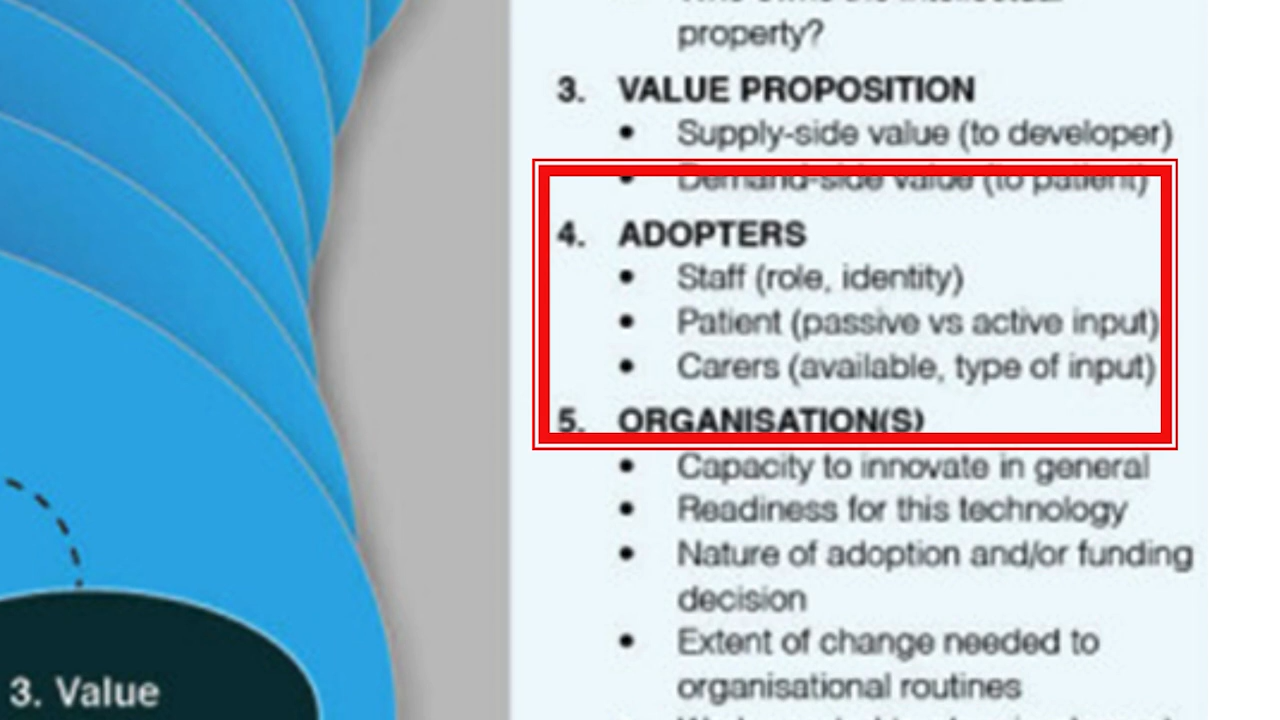 property?
3. VALUE PROPOSITION
• Supply-side value (to developer)
• Demand-side value (to patient)
4. ADOPTERS
• Staff (role, identity)
• Patient (passive vs active input)
• Carers (available, type of input)
5. ORGANISATION(S)
• Capacity to innovate in general
• Readiness for this technology
• Nature of adoption and/or funding
decision
• Extent of change needed to
organisational routines
3. Value